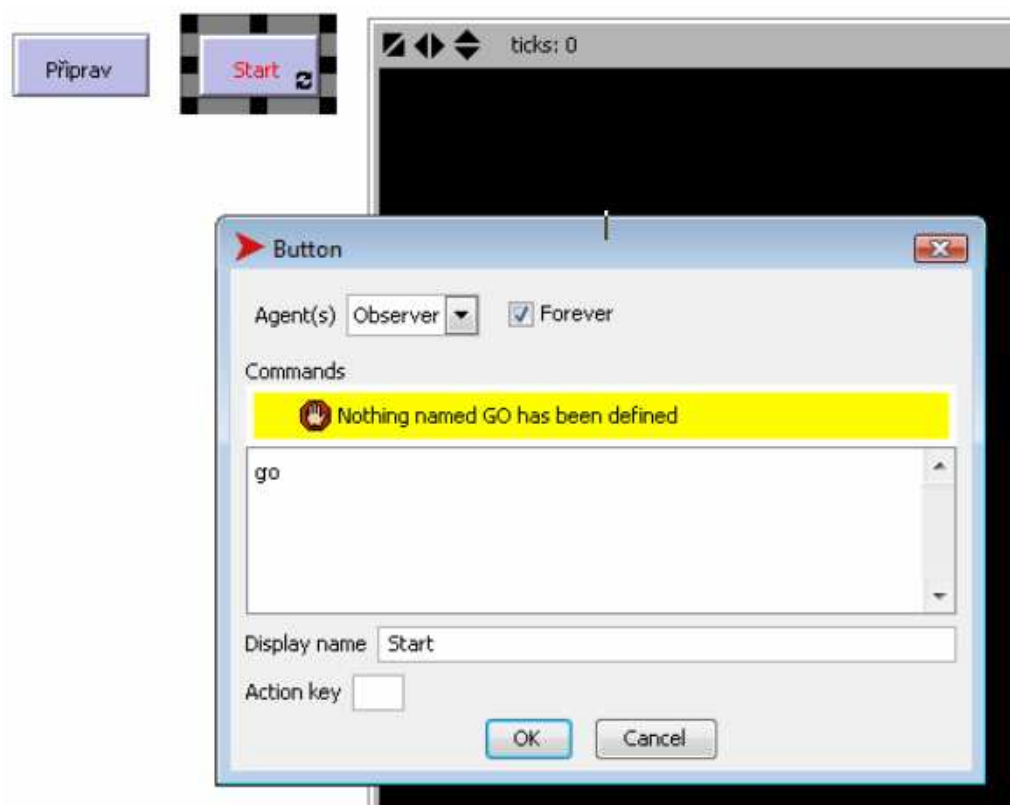 Připrav
Start
ticks: 0
Button
Agent(s) Observer Forever
Commands
Nothing named GO has been defined
go
Display name Start
Action key
OK Cancel